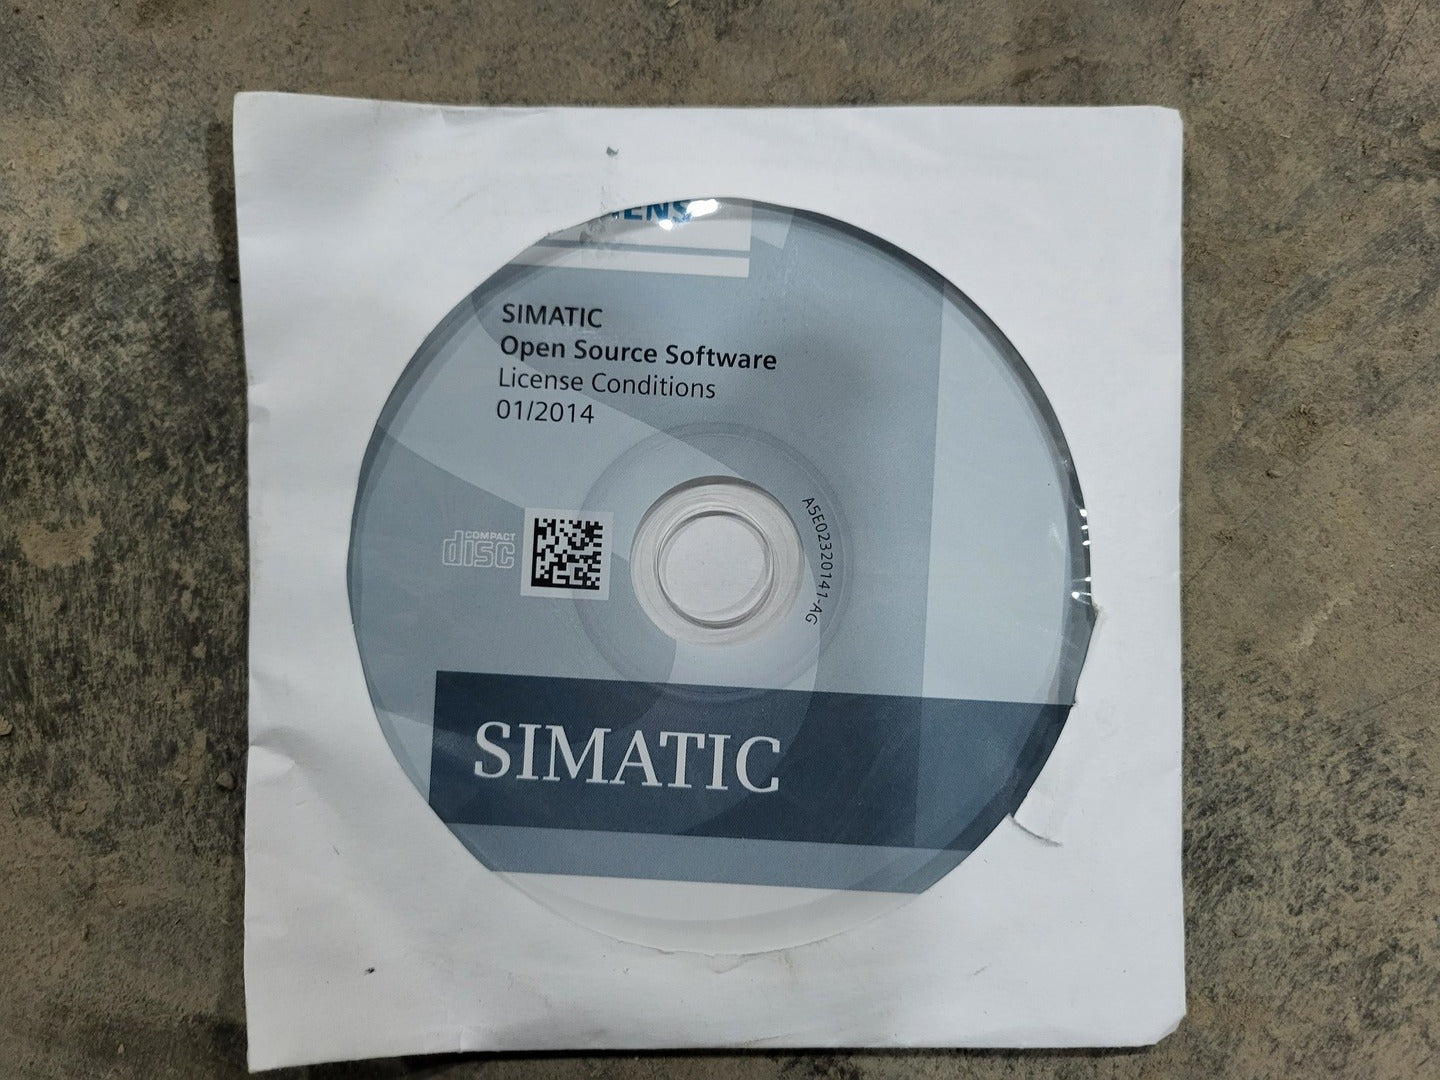 SIMATIC
Open Source Software
License Conditions
01/2014
COMPACT
disc
A5E02320141-AG
SIMATIC